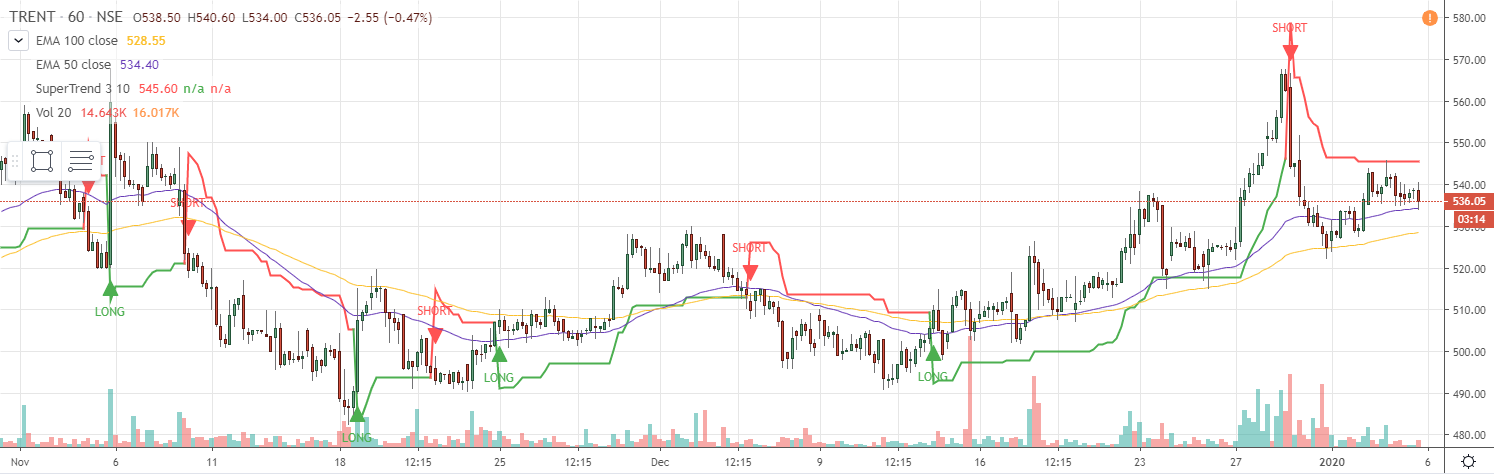 TRENT · 60 · NSE O538.50 H540.60 L534.00 C536.05 −2.55 (−0.47%)
EMA 100 close 528.55
EMA 50 close 534.40
SuperTrend 3 10 545.60 n/a n/a
Vol 20 14.643K 16.017K
SHORT
SHORT
SHORT
SHORT
LONG
LONG
LONG
LONG
!
580.00
570.00
560.00
550.00
540.00
536.05
03:14
530.00
520.00
510.00
500.00
490.00
480.00
Nov 6 11 18 12:15 25 12:15 Dec 12:15 9 12:15 16 12:15 23 27 2020 6